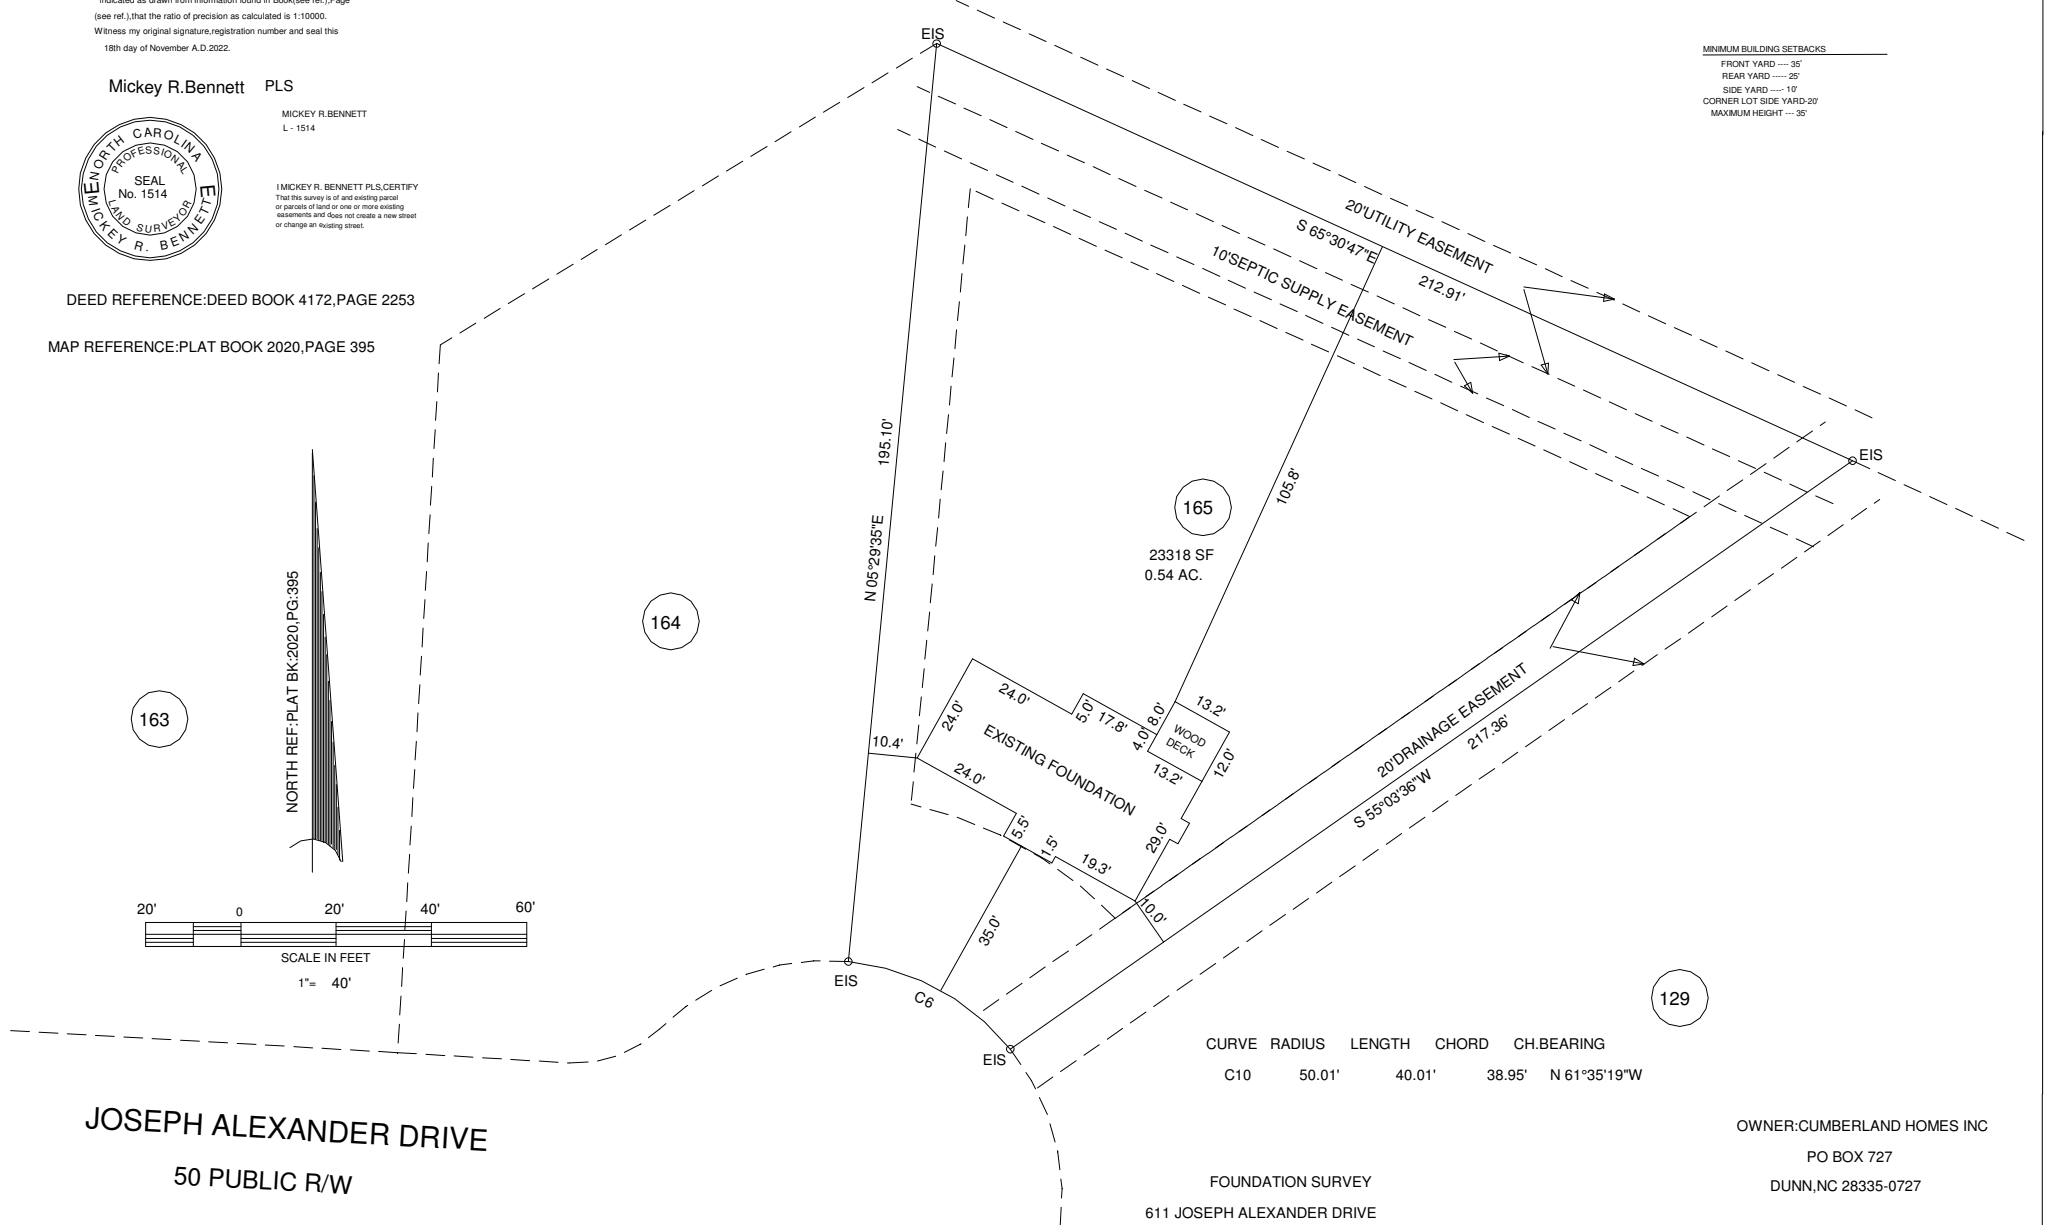 indicated as drawn from information found in Book(see ref.),Page
(see ref.),that the ratio of precision as calculated is 1:10000.
Witness my original signature,registration number and seal this
18th day of November A.D.2022.
Mickey R.Bennett PLS
MICKEY R.BENNETT
L - 1514
NORTH CAROLINA
PROFESSIONAL
SEAL
No. 1514
LAND SURVEYOR
MICKEY R. BENNETT
I MICKEY R. BENNETT PLS,CERTIFY
That this survey is of and existing parcel
or parcels of land or one or more existing
easements and does not create a new street
or change an existing street.
DEED REFERENCE:DEED BOOK 4172,PAGE 2253
MAP REFERENCE:PLAT BOOK 2020,PAGE 395
MINIMUM BUILDING SETBACKS
FRONT YARD ---- 35'
REAR YARD ----- 25'
SIDE YARD ----- 10'
CORNER LOT SIDE YARD-20'
MAXIMUM HEIGHT --- 35'
EIS
20'UTILITY EASEMENT
S 65°30'47"E
212.91'
10'SEPTIC SUPPLY EASEMENT
EIS
195.10'
N 05°29'35"E
105.8'
165
23318 SF
0.54 AC.
164
163
NORTH REF:PLAT BK:2020,PG:395
24.0'
24.0'
5.0'
17.8'
4.0'
8.0'
13.2'
WOOD
DECK
13.2'
12.0'
10.4'
EXISTING FOUNDATION
24.0'
5.5'
1.5'
19.3'
29.0'
10.0'
35.0'
20'DRAINAGE EASEMENT
217.36'
S 55°03'36"W
20' 0 20' 40' 60'
SCALE IN FEET
1"= 40'
EIS
C6
EIS
129
CURVE RADIUS LENGTH CHORD CH.BEARING
C10 50.01' 40.01' 38.95' N 61°35'19"W
JOSEPH ALEXANDER DRIVE
50 PUBLIC R/W
OWNER:CUMBERLAND HOMES INC
PO BOX 727
DUNN,NC 28335-0727
FOUNDATION SURVEY
611 JOSEPH ALEXANDER DRIVE